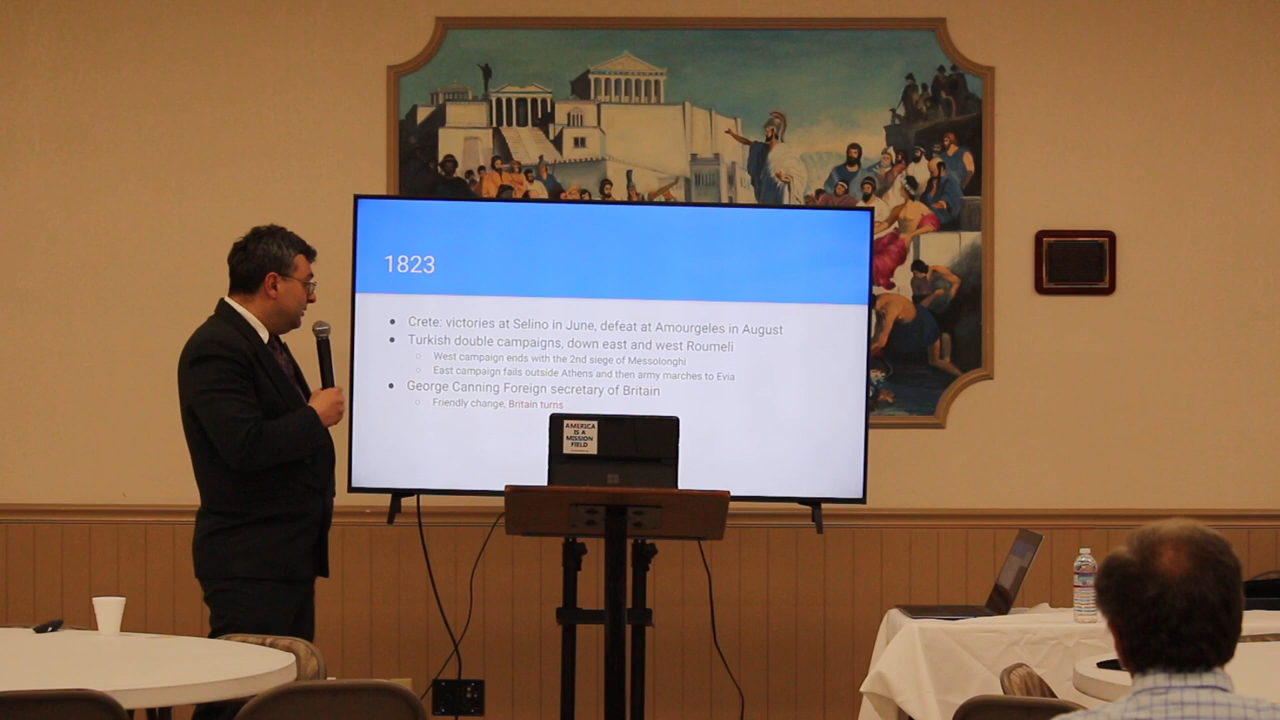 1823
Crete: victories at Selino in June, defeat at Amourgeles in August
Turkish double campaigns, down east and west Roumeli
West campaign ends with the 2nd siege of Messolonghi
East campaign fails outside Athens and then army marches to Evia
George Canning Foreign secretary of Britain
Friendly change, Britain turns
AMERICA
IS A
MISSION
FIELD